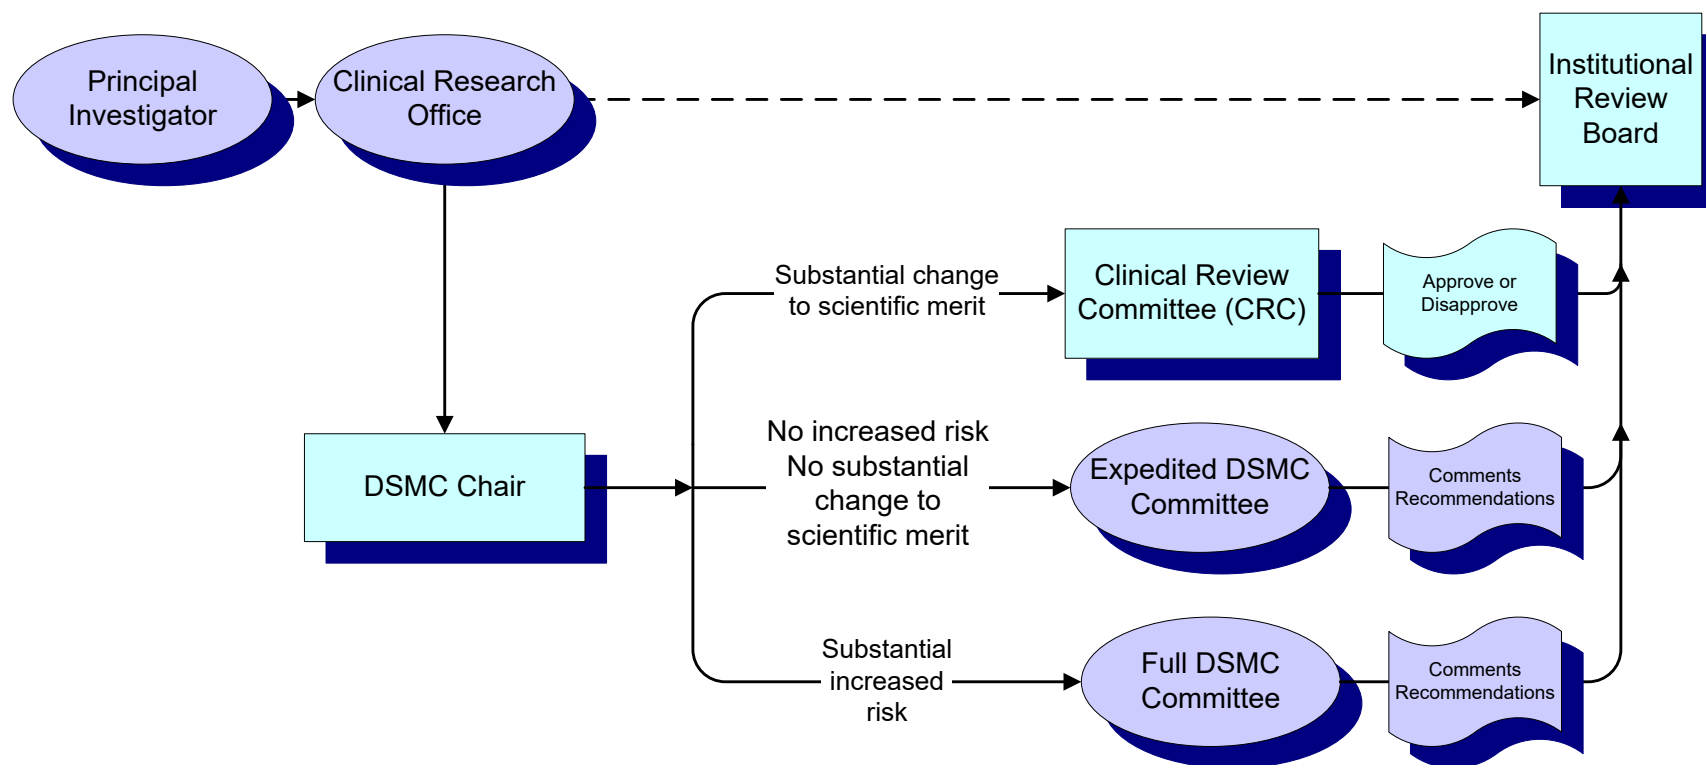 Principal
Investigator
Clinical Research
Office
Institutional
Review
Board
Substantial change
to scientific merit
Clinical Review
Committee (CRC)
Approve or
Disapprove
DSMC Chair
No increased risk
No substantial
change to
scientific merit
Expedited DSMC
Committee
Comments
Recommendations
Substantial
increased
risk
Full DSMC
Committee
Comments
Recommendations